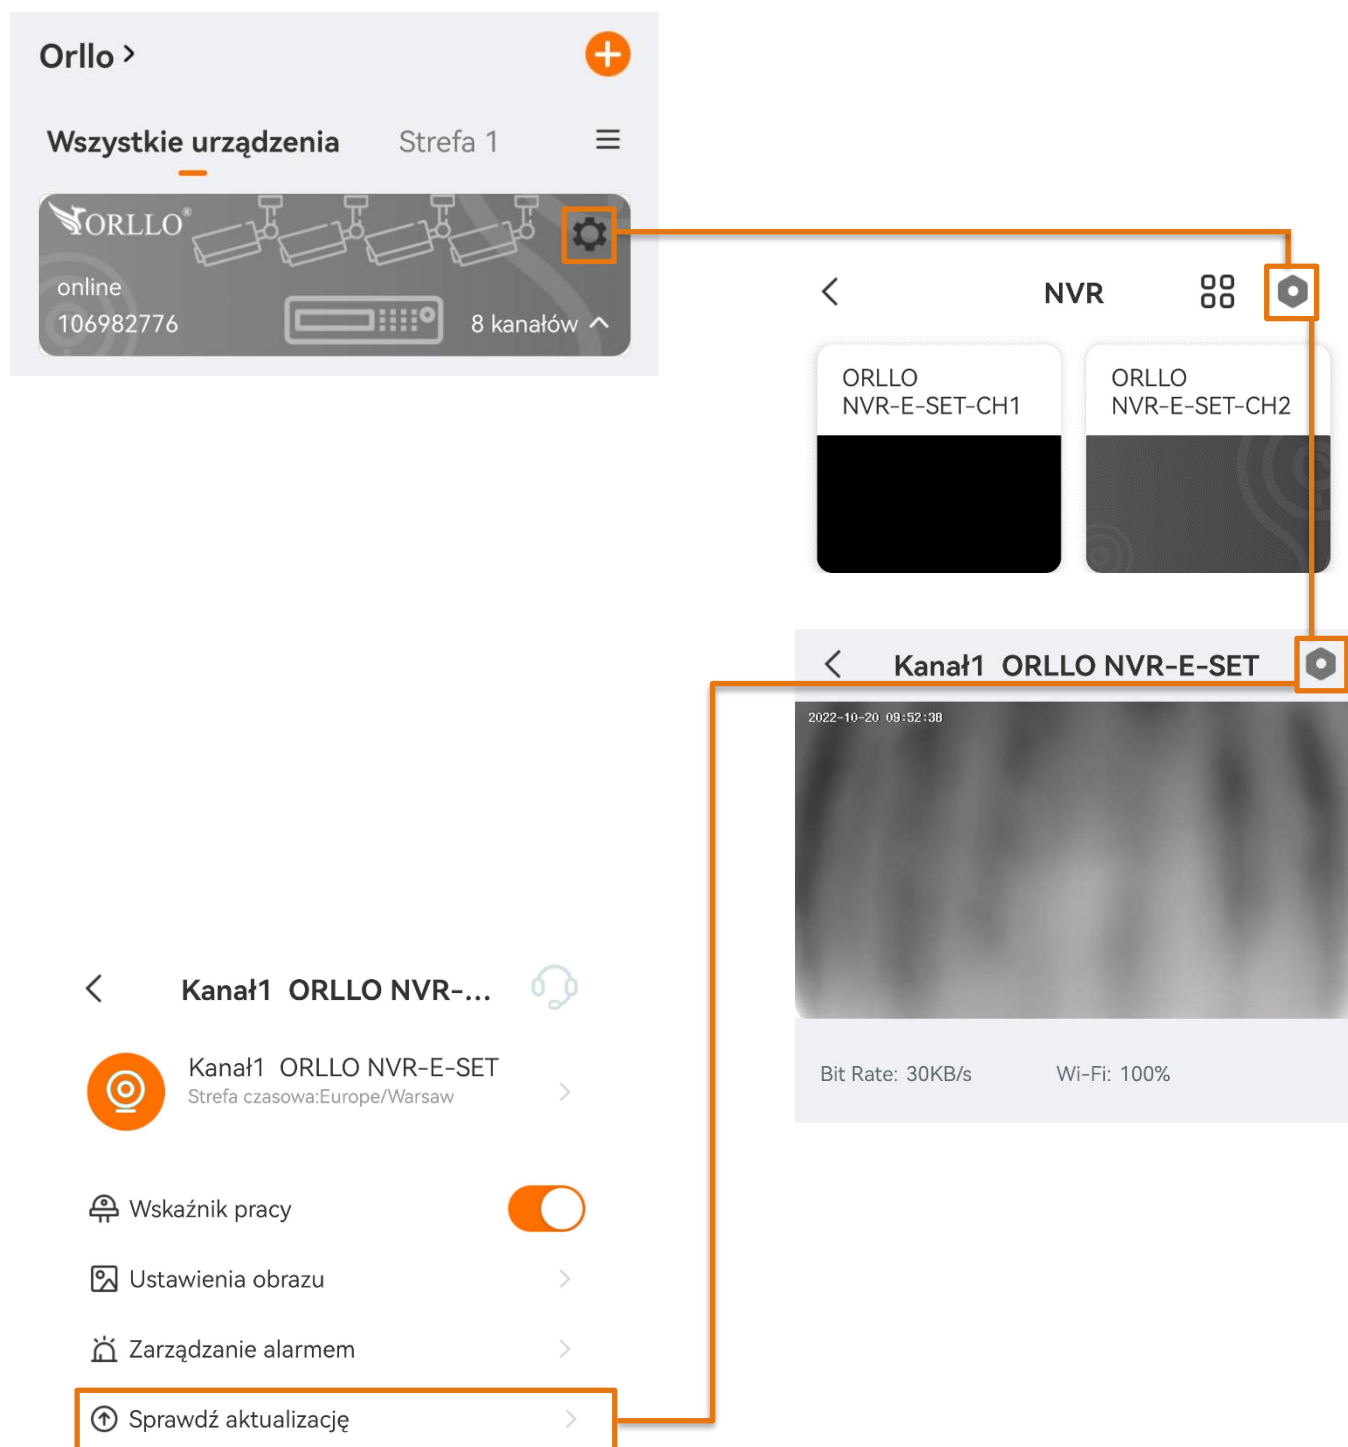 Orllo >
Wszystkie urządzenia Strefa 1
ORLLO®
online
106982776
8 kanałów
NVR
ORLLO
NVR-E-SET-CH1
ORLLO
NVR-E-SET-CH2
Kanał1 ORLLO NVR-E-SET
2022-10-20 09:52:38
Bit Rate: 30KB/s Wi-Fi: 100%
Kanał1 ORLLO NVR-...
Kanał1 ORLLO NVR-E-SET
Strefa czasowa:Europe/Warsaw
Wskaźnik pracy
Ustawienia obrazu
Zarządzanie alarmem
Sprawdź aktualizację